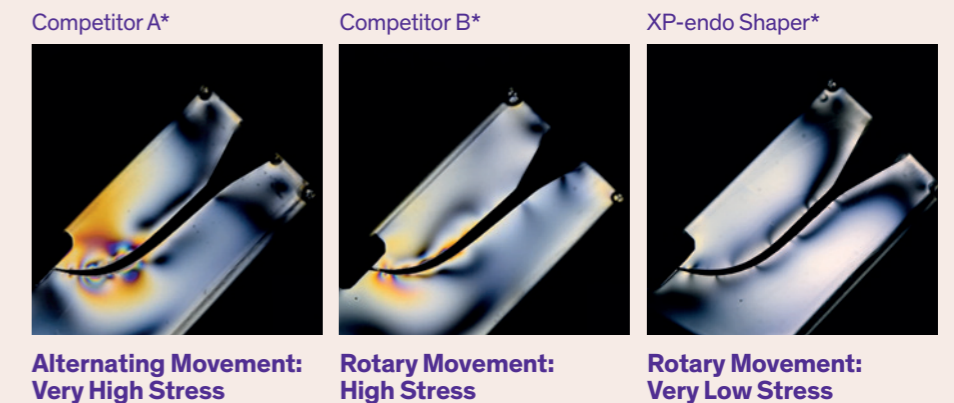 Competitor A*
Competitor B*
XP-endo Shaper*
Alternating Movement:
Very High Stress
Rotary Movement:
High Stress
Rotary Movement:
Very Low Stress